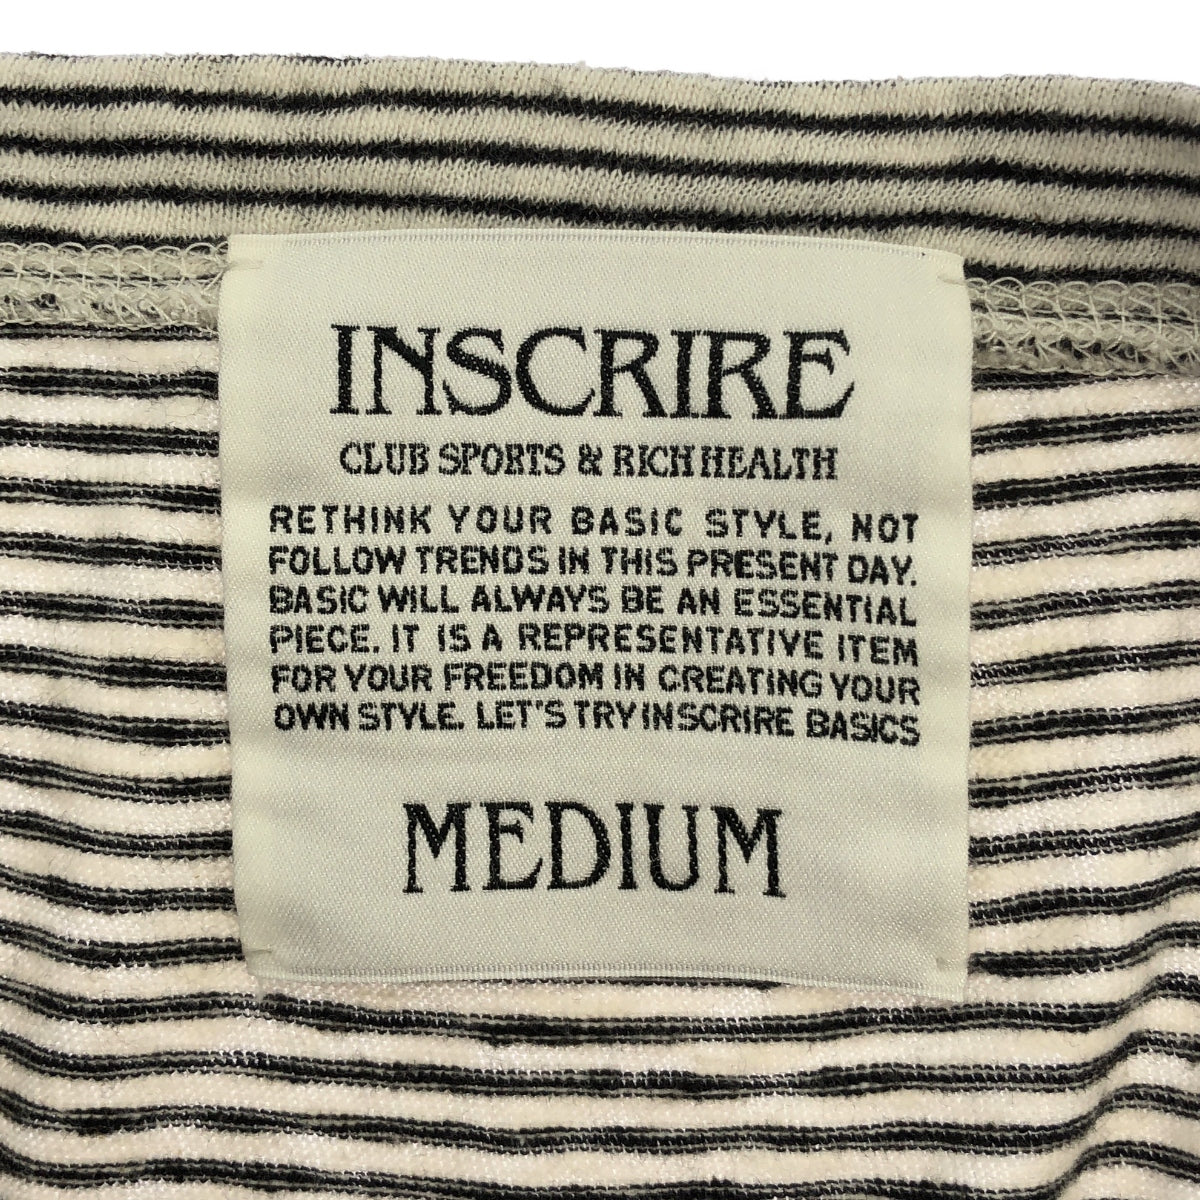 INSCRIRE
CLUB SPORTS & RICH HEALTH
RETHINK YOUR BASIC STYLE, NOT
FOLLOW TRENDS IN THIS PRESENT DAY.
BASIC WILL ALWAYS BE AN ESSENTIAL
PIECE. IT IS A REPRESENTATIVE ITEM
FOR YOUR FREEDOM IN CREATING YOUR
OWN STYLE. LET'S TRY INSCRIRE BASICS
MEDIUM